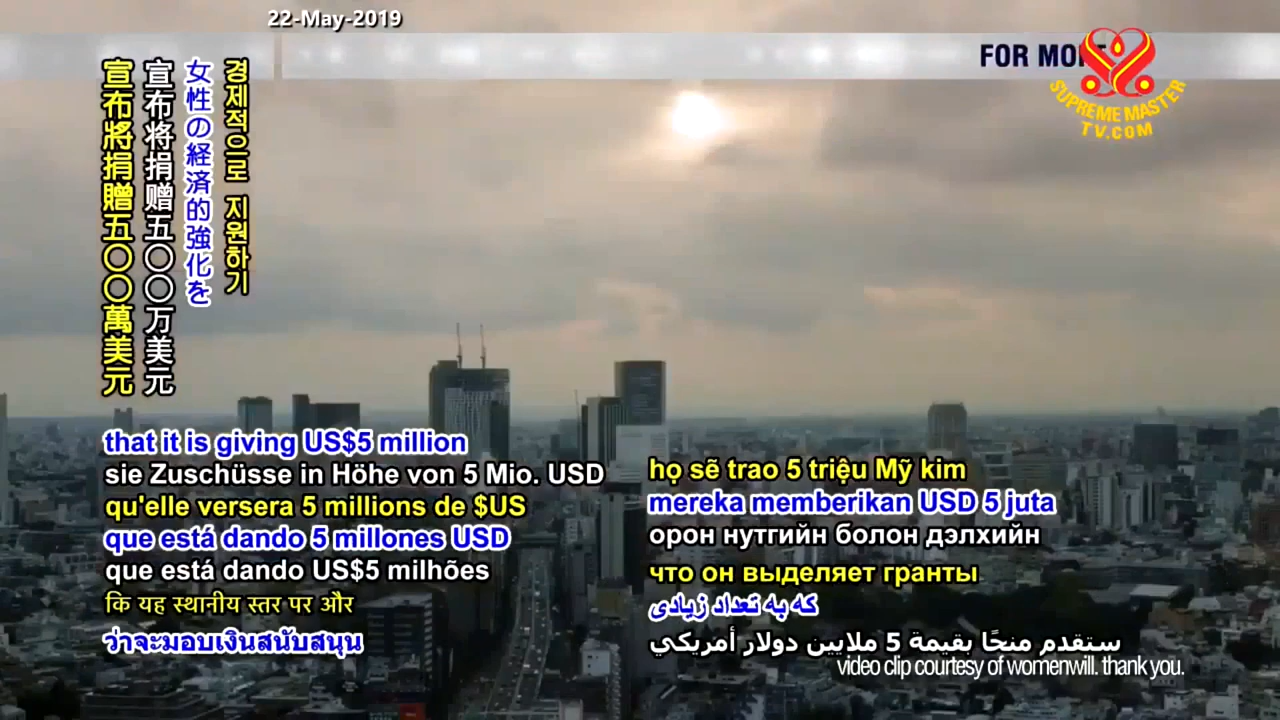 22-May-2019
FOR MO
SUPREME MASTER
TV.COM
경제적으로 지원하기
女性の経済的強化を
宣布将捐赠五〇〇万美元
宣布將捐贈五〇〇萬美元
that it is giving US$5 million
sie Zuschüsse in Höhe von 5 Mio. USD
qu'elle versera 5 millions de $US
que está dando 5 millones USD
que está dando US$5 milhões
कि यह स्थानीय स्तर पर और
ว่าจะมอบเงินสนับสนุน
họ sẽ trao 5 triệu Mỹ kim
mereka memberikan USD 5 juta
орон нутгийн болон дэлхийн
что он выделяет гранты
که به تعداد زیادی
ستقدم منحًا بقيمة 5 ملايين دولار أمريكي
video clip courtesy of womenwill. thank you.